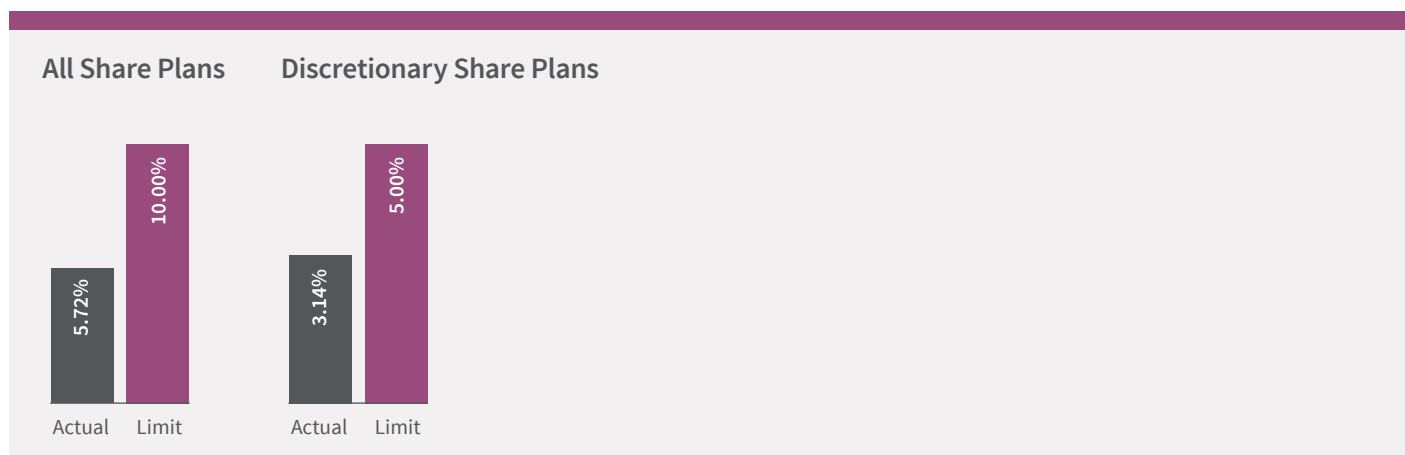 All Share Plans
5.72%
10.00%
Actual
Limit
Discretionary Share Plans
3.14%
5.00%
Actual
Limit